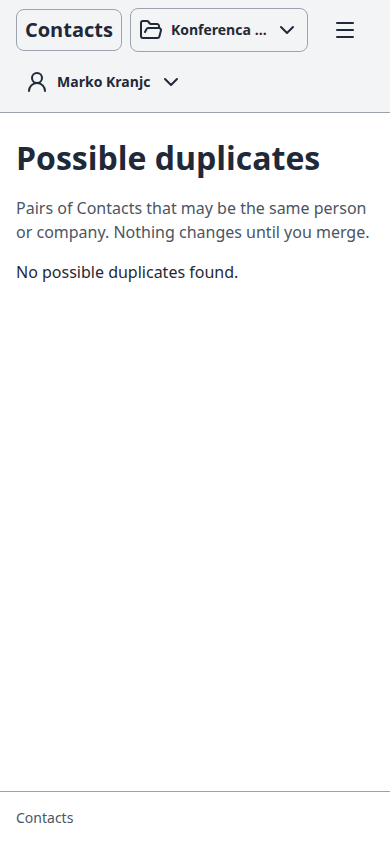 Contacts
Konferenca ...
Marko Kranjc
Possible duplicates
Pairs of Contacts that may be the same person
or company. Nothing changes until you merge.
No possible duplicates found.
Contacts